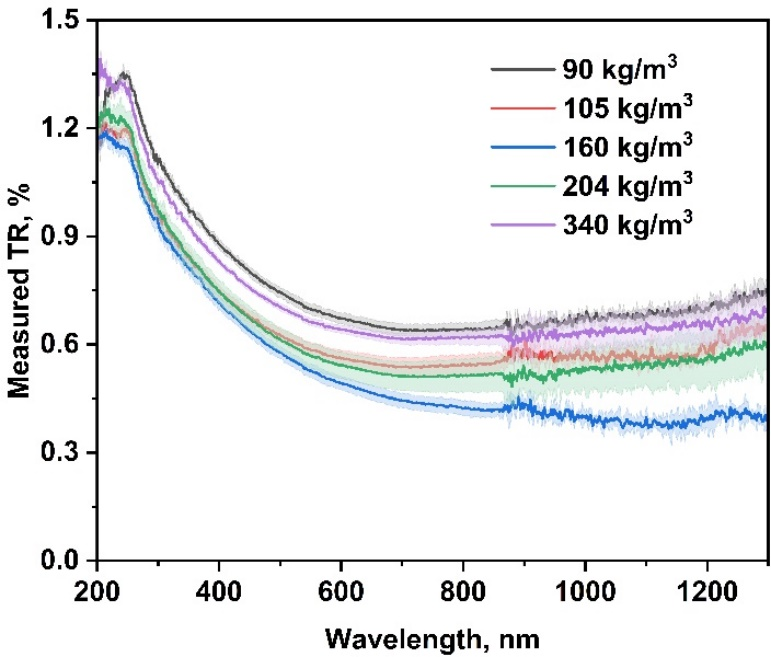 1.5
1.2
0.9
0.6
0.3
0.0
Measured TR, %
90 kg/m³
105 kg/m³
160 kg/m³
204 kg/m³
340 kg/m³
200 400 600 800 1000 1200
Wavelength, nm